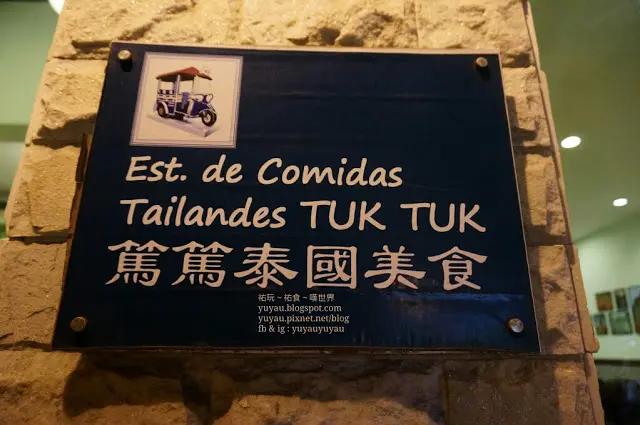 Est. de Comidas
Tailandes TUK TUK
篤篤泰國美食
祐玩~祐食~嘆世界
yuyau.blogspot.com
yuyau.pixnet.net/blog
fb & ig : yuyauyuyau